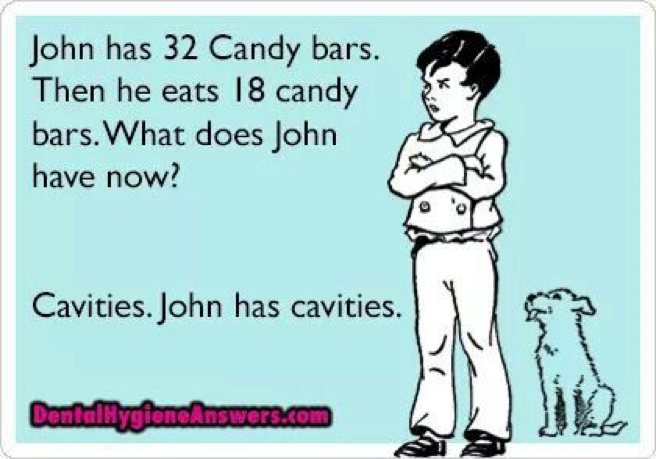 John has 32 Candy bars.
Then he eats 18 candy
bars. What does John
have now?
Cavities. John has cavities.
DentalHygieneAnswers.com